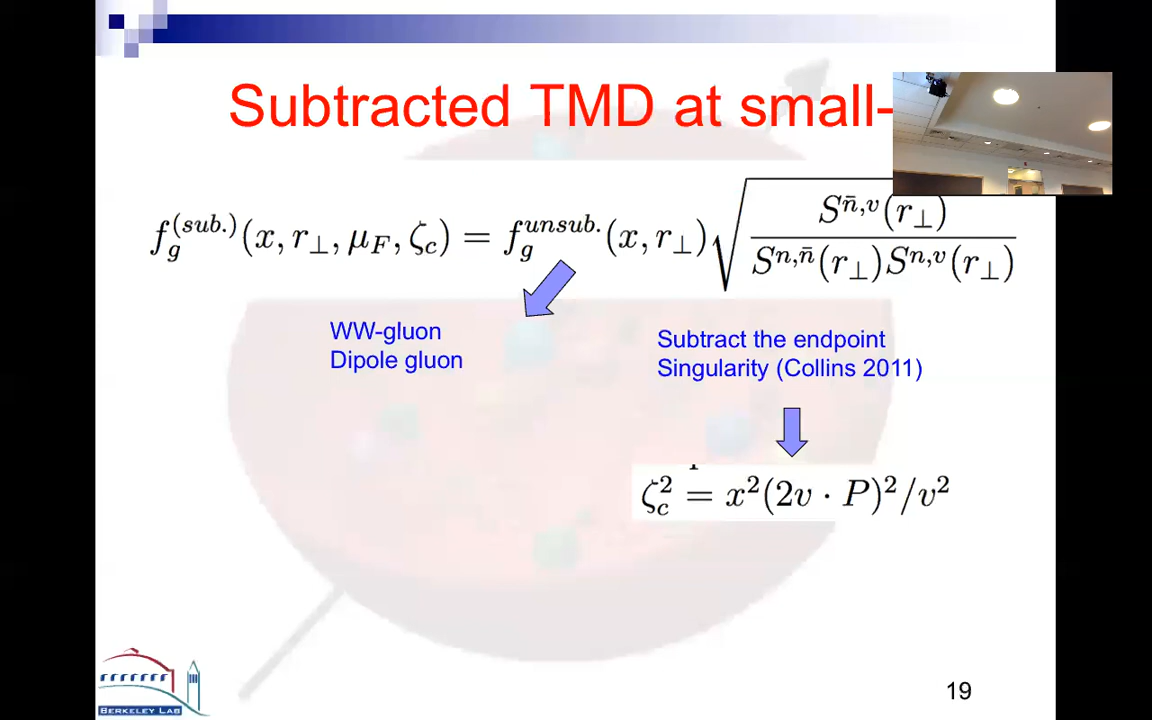 Subtracted TMD at small-
f_g^{(sub.)}(x, r_⊥, μ_F, ζ_c) = f_g^{unsub.}(x, r_⊥) √(S^{n̄,v}(r_⊥) / (S^{n,n̄}(r_⊥)S^{n,v}(r_⊥)))
WW-gluon
Dipole gluon
Subtract the endpoint
Singularity (Collins 2011)
ζ_c^2 = x^2(2v · P)^2/v^2
BERKELEY LAB
19